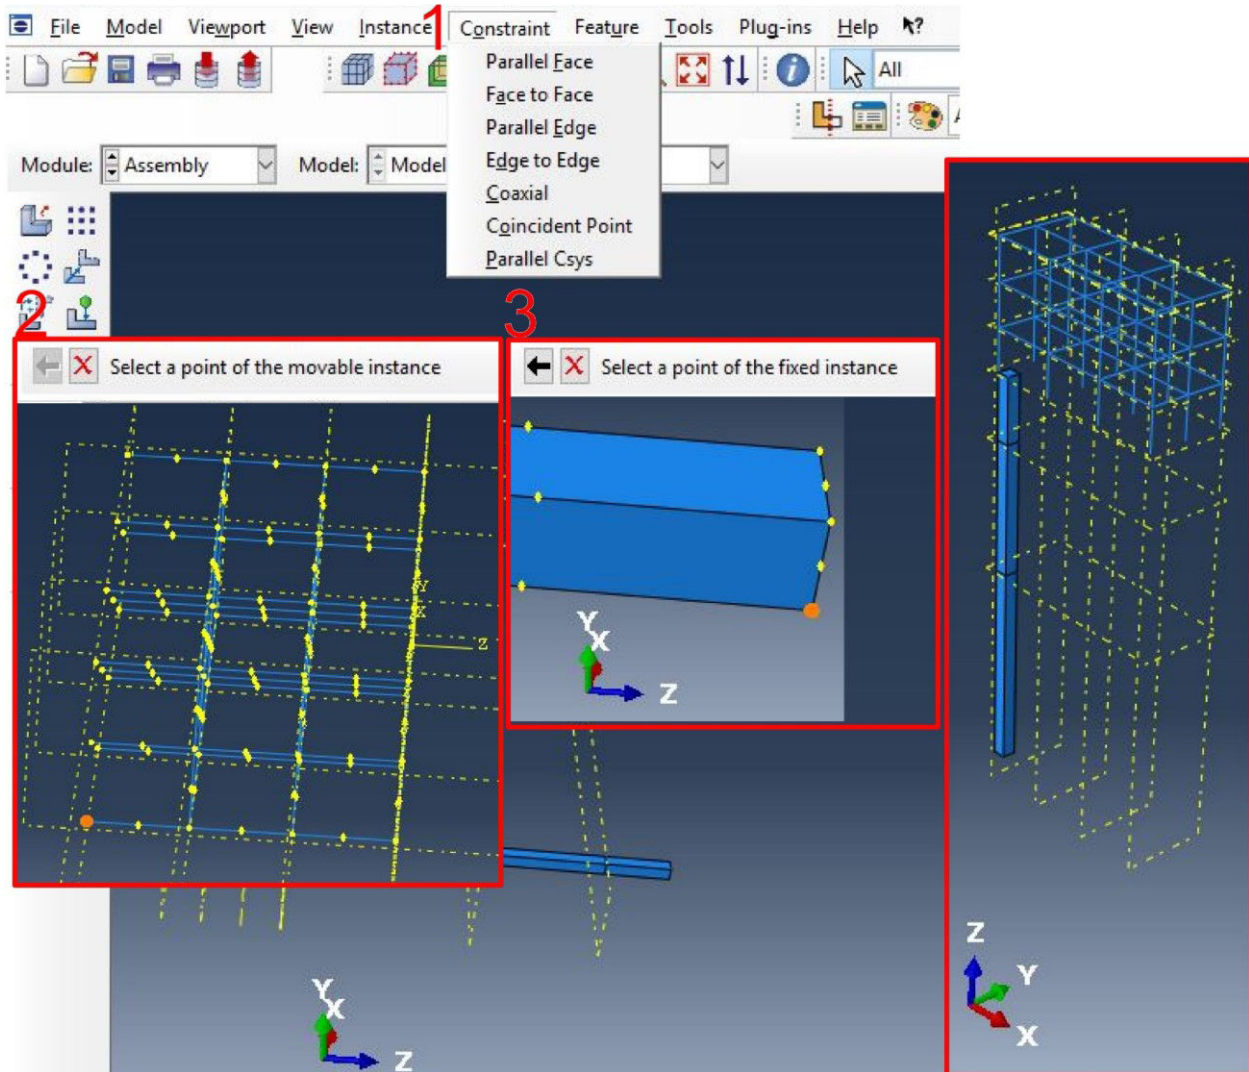 1
File Model Viewport View Instance Constraint Feature Tools Plug-ins Help ?
Parallel Face
Face to Face
Parallel Edge
Edge to Edge
Coaxial
Coincident Point
Parallel Csys
All
Module: Assembly Model: Model
2
Select a point of the movable instance
Y
X
Z
3
Select a point of the fixed instance
Y
X
Z
Y
X
Z
Z
Y
X